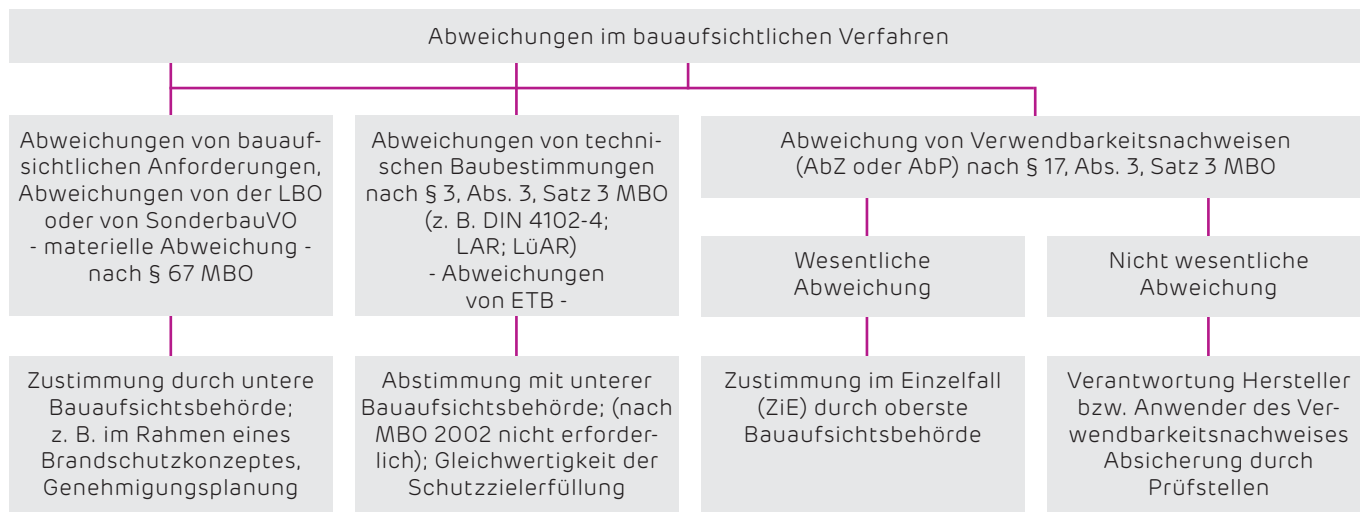 Abweichungen im bauaufsichtlichen Verfahren
Abweichungen von bauauf-
sichtlichen Anforderungen,
Abweichungen von der LBO
oder von SonderbauVO
- materielle Abweichung -
nach § 67 MBO
Abweichungen von techni-
schen Baubestimmungen
nach § 3, Abs. 3, Satz 3 MBO
(z. B. DIN 4102-4;
LAR; LüAR)
- Abweichungen
von ETB -
Abweichung von Verwendbarkeitsnachweisen
(AbZ oder AbP) nach § 17, Abs. 3, Satz 3 MBO
Wesentliche
Abweichung
Nicht wesentliche
Abweichung
Zustimmung durch untere
Bauaufsichtsbehörde;
z. B. im Rahmen eines
Brandschutzkonzeptes,
Genehmigungsplanung
Abstimmung mit unterer
Bauaufsichtsbehörde; (nach
MBO 2002 nicht erforder-
lich); Gleichwertigkeit der
Schutzzielerfüllung
Zustimmung im Einzelfall
(ZiE) durch oberste
Bauaufsichtsbehörde
Verantwortung Hersteller
bzw. Anwender des Ver-
wendbarkeitsnachweises
Absicherung durch
Prüfstellen